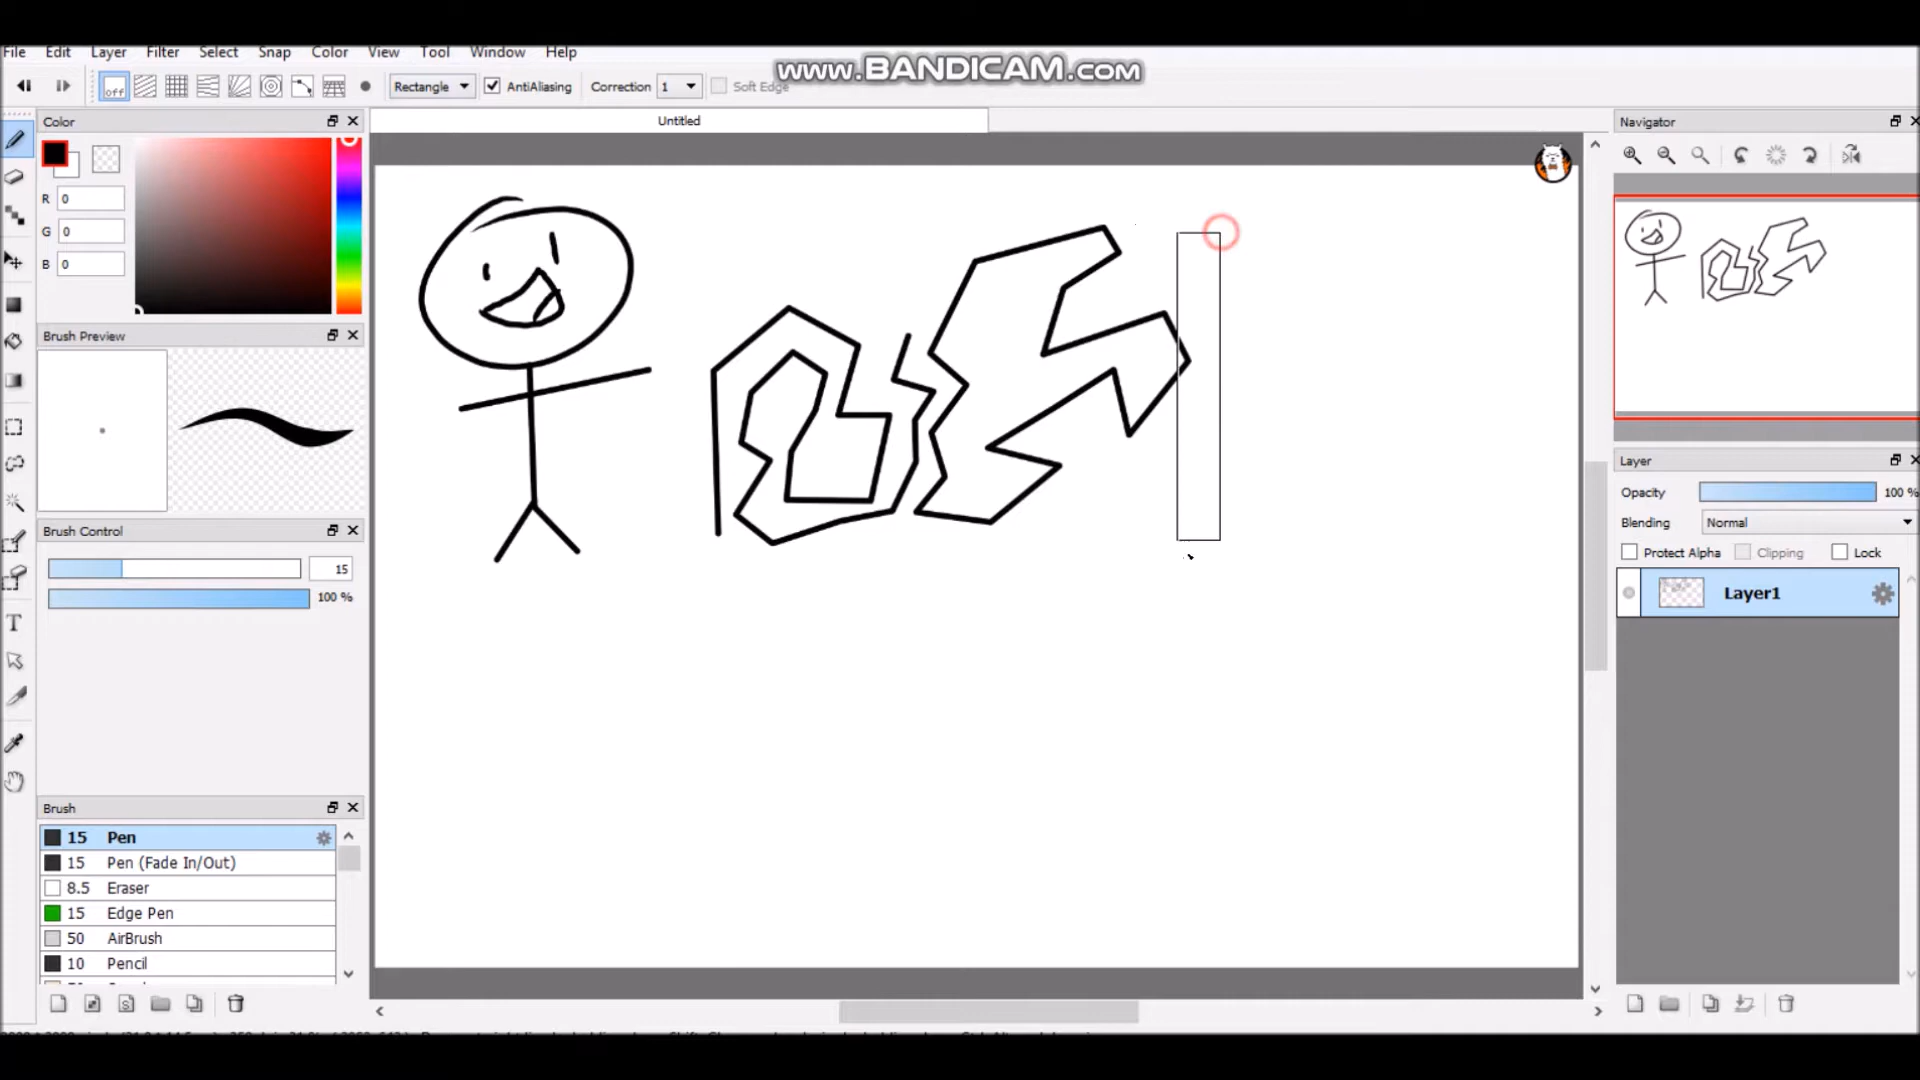 File Edit Layer Filter Select Snap Color View Tool Window Help
www.BANDICAM.com
off Rectangle AntiAliasing Correction 1 Soft Edge
Color
Untitled
Navigator
R 0
G 0
B 0
Brush Preview
Layer
Opacity 100 %
Blending Normal
Brush Control
Protect Alpha Clipping Lock
15
100 %
Layer1
Brush
15 Pen
15 Pen (Fade In/Out)
8.5 Eraser
15 Edge Pen
50 AirBrush
10 Pencil